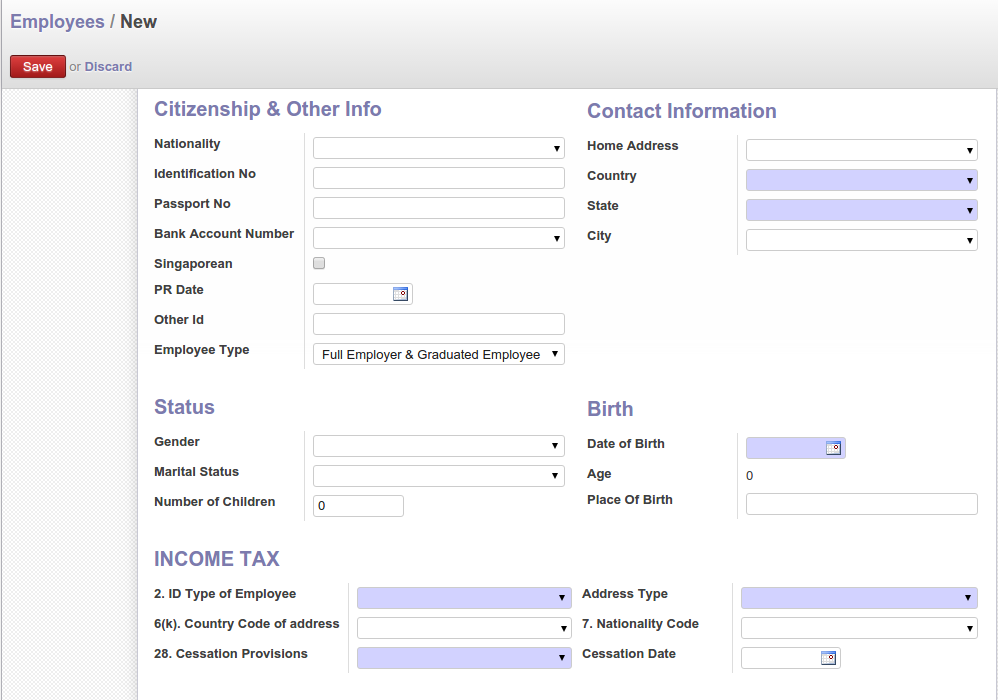 Employees / New
Save or Discard
Citizenship & Other Info
Nationality
Identification No
Passport No
Bank Account Number
Singaporean
PR Date
Other Id
Employee Type Full Employer & Graduated Employee
Contact Information
Home Address
Country
State
City
Status
Gender
Marital Status
Number of Children 0
Birth
Date of Birth
Age 0
Place Of Birth
INCOME TAX
2. ID Type of Employee Address Type
6(k). Country Code of address 7. Nationality Code
28. Cessation Provisions Cessation Date